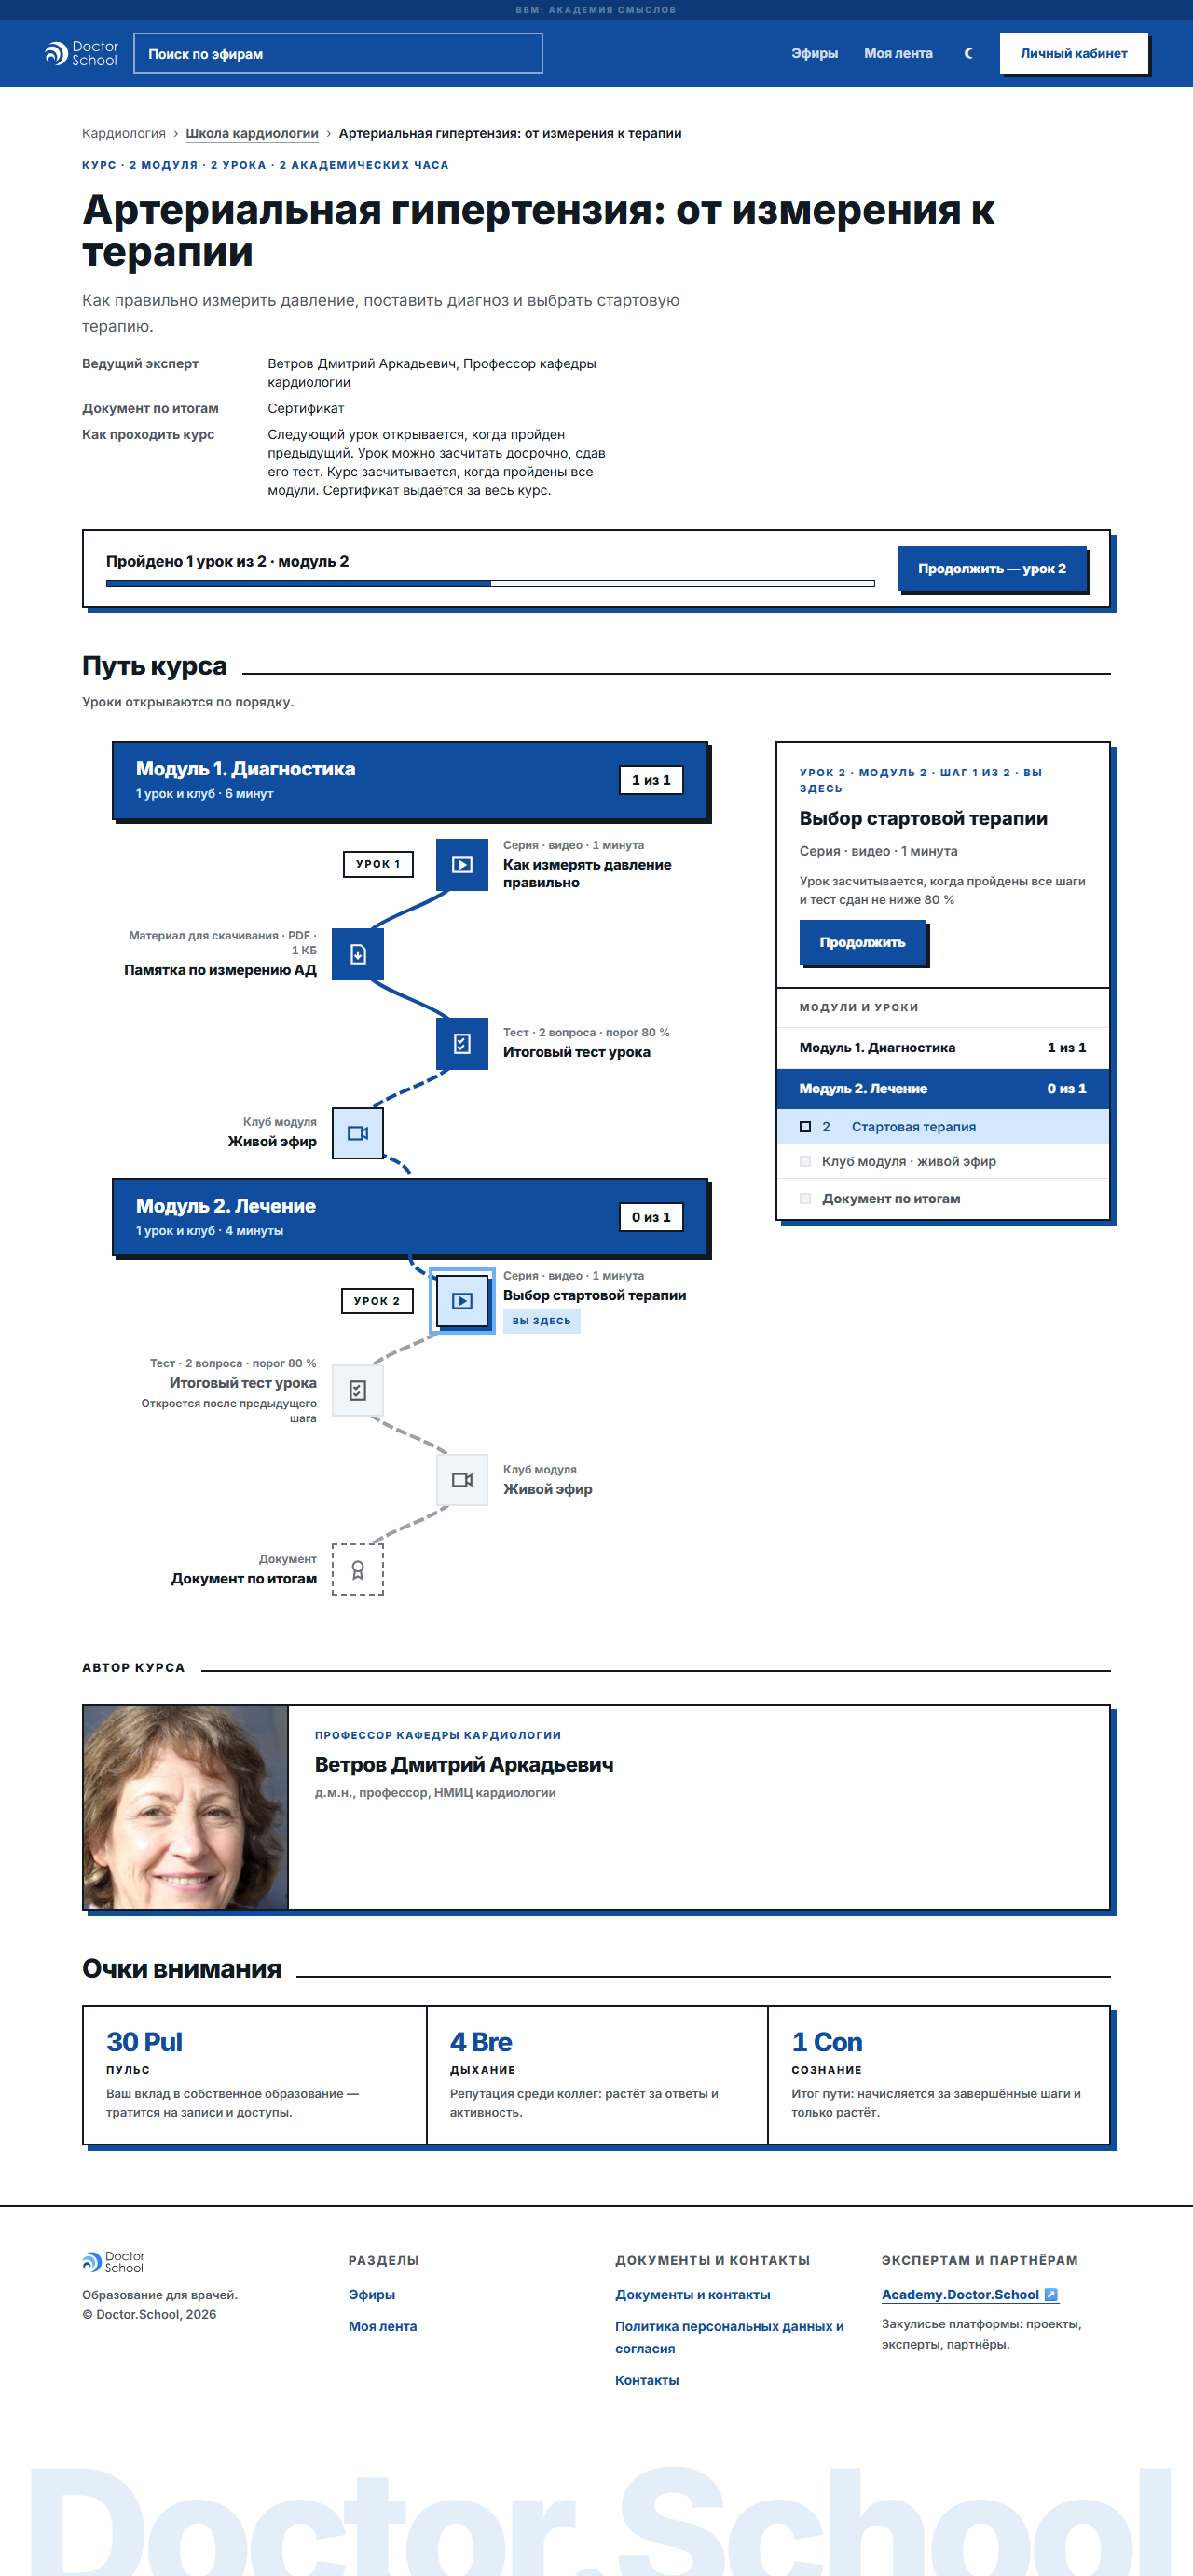 ВВМ: АКАДЕМИЯ СМЫСЛОВ
Doctor School
Поиск по эфирам
Эфиры
Моя лента
Личный кабинет
Кардиология › Школа кардиологии › Артериальная гипертензия: от измерения к терапии
КУРС · 2 МОДУЛЯ · 2 УРОКА · 2 АКАДЕМИЧЕСКИХ ЧАСА
Артериальная гипертензия: от измерения к
терапии
Как правильно измерить давление, поставить диагноз и выбрать стартовую
терапию.
Ведущий эксперт
Ветров Дмитрий Аркадьевич, Профессор кафедры
кардиологии
Документ по итогам
Сертификат
Как проходить курс
Следующий урок открывается, когда пройден
предыдущий. Урок можно засчитать досрочно, сдав
его тест. Курс засчитывается, когда пройдены все
модули. Сертификат выдаётся за весь курс.
Пройдено 1 урок из 2 · модуль 2
Продолжить — урок 2
Путь курса
Уроки открываются по порядку.
Модуль 1. Диагностика
1 урок и клуб · 6 минут
1 из 1
УРОК 1
Серия · видео · 1 минута
Как измерять давление
правильно
Материал для скачивания · PDF ·
1 КБ
Памятка по измерению АД
Тест · 2 вопроса · порог 80 %
Итоговый тест урока
Клуб модуля
Живой эфир
Модуль 2. Лечение
1 урок и клуб · 4 минуты
0 из 1
УРОК 2
Серия · видео · 1 минута
Выбор стартовой терапии
ВЫ ЗДЕСЬ
Тест · 2 вопроса · порог 80 %
Итоговый тест урока
Откроется после предыдущего
шага
Клуб модуля
Живой эфир
Документ
Документ по итогам
УРОК 2 · МОДУЛЬ 2 · ШАГ 1 ИЗ 2 · ВЫ
ЗДЕСЬ
Выбор стартовой терапии
Серия · видео · 1 минута
Урок засчитывается, когда пройдены все шаги
и тест сдан не ниже 80 %
Продолжить
МОДУЛИ И УРОКИ
Модуль 1. Диагностика 1 из 1
Модуль 2. Лечение 0 из 1
2 Стартовая терапия
Клуб модуля · живой эфир
Документ по итогам
АВТОР КУРСА
ПРОФЕССОР КАФЕДРЫ КАРДИОЛОГИИ
Ветров Дмитрий Аркадьевич
д.м.н., профессор, НМИЦ кардиологии
Очки внимания
30 Pul
ПУЛЬС
Ваш вклад в собственное образование —
тратится на записи и доступы.
4 Bre
ДЫХАНИЕ
Репутация среди коллег: растёт за ответы и
активность.
1 Con
СОЗНАНИЕ
Итог пути: начисляется за завершённые шаги и
только растёт.
Doctor School
Образование для врачей.
© Doctor.School, 2026
РАЗДЕЛЫ
Эфиры
Моя лента
ДОКУМЕНТЫ И КОНТАКТЫ
Документы и контакты
Политика персональных данных и
согласия
Контакты
ЭКСПЕРТАМ И ПАРТНЁРАМ
Academy.Doctor.School ↗
Закулисье платформы: проекты,
эксперты, партнёры.
Doctor.School